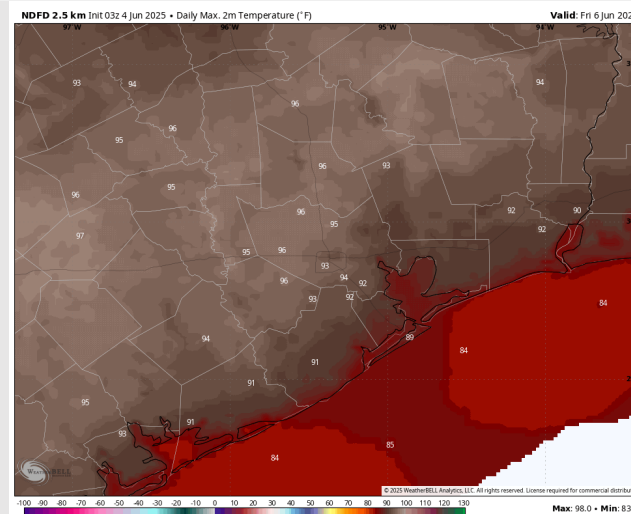 NDFD 2.5 km Init 03z 4 Jun 2025 • Daily Max. 2m Temperature (°F)
Valid: Fri 6 Jun 202
97 W 96 W 95 W 94 W
93 94 96 94
95 96
96 93
96 95
97 96 95 92 90
92
95 96 93
96 94 92
93 92
84
94 89
84
91
91
95
93 91
85
84
WEATHERBELL
© 2025 WeatherBELL Analytics, LLC. All rights reserved. License required for commercial distribut
-100 -90 -80 -70 -60 -50 -40 -30 -20 -10 0 10 20 30 40 50 60 70 80 90 100 110 120 130
Max: 98.0 • Min: 83